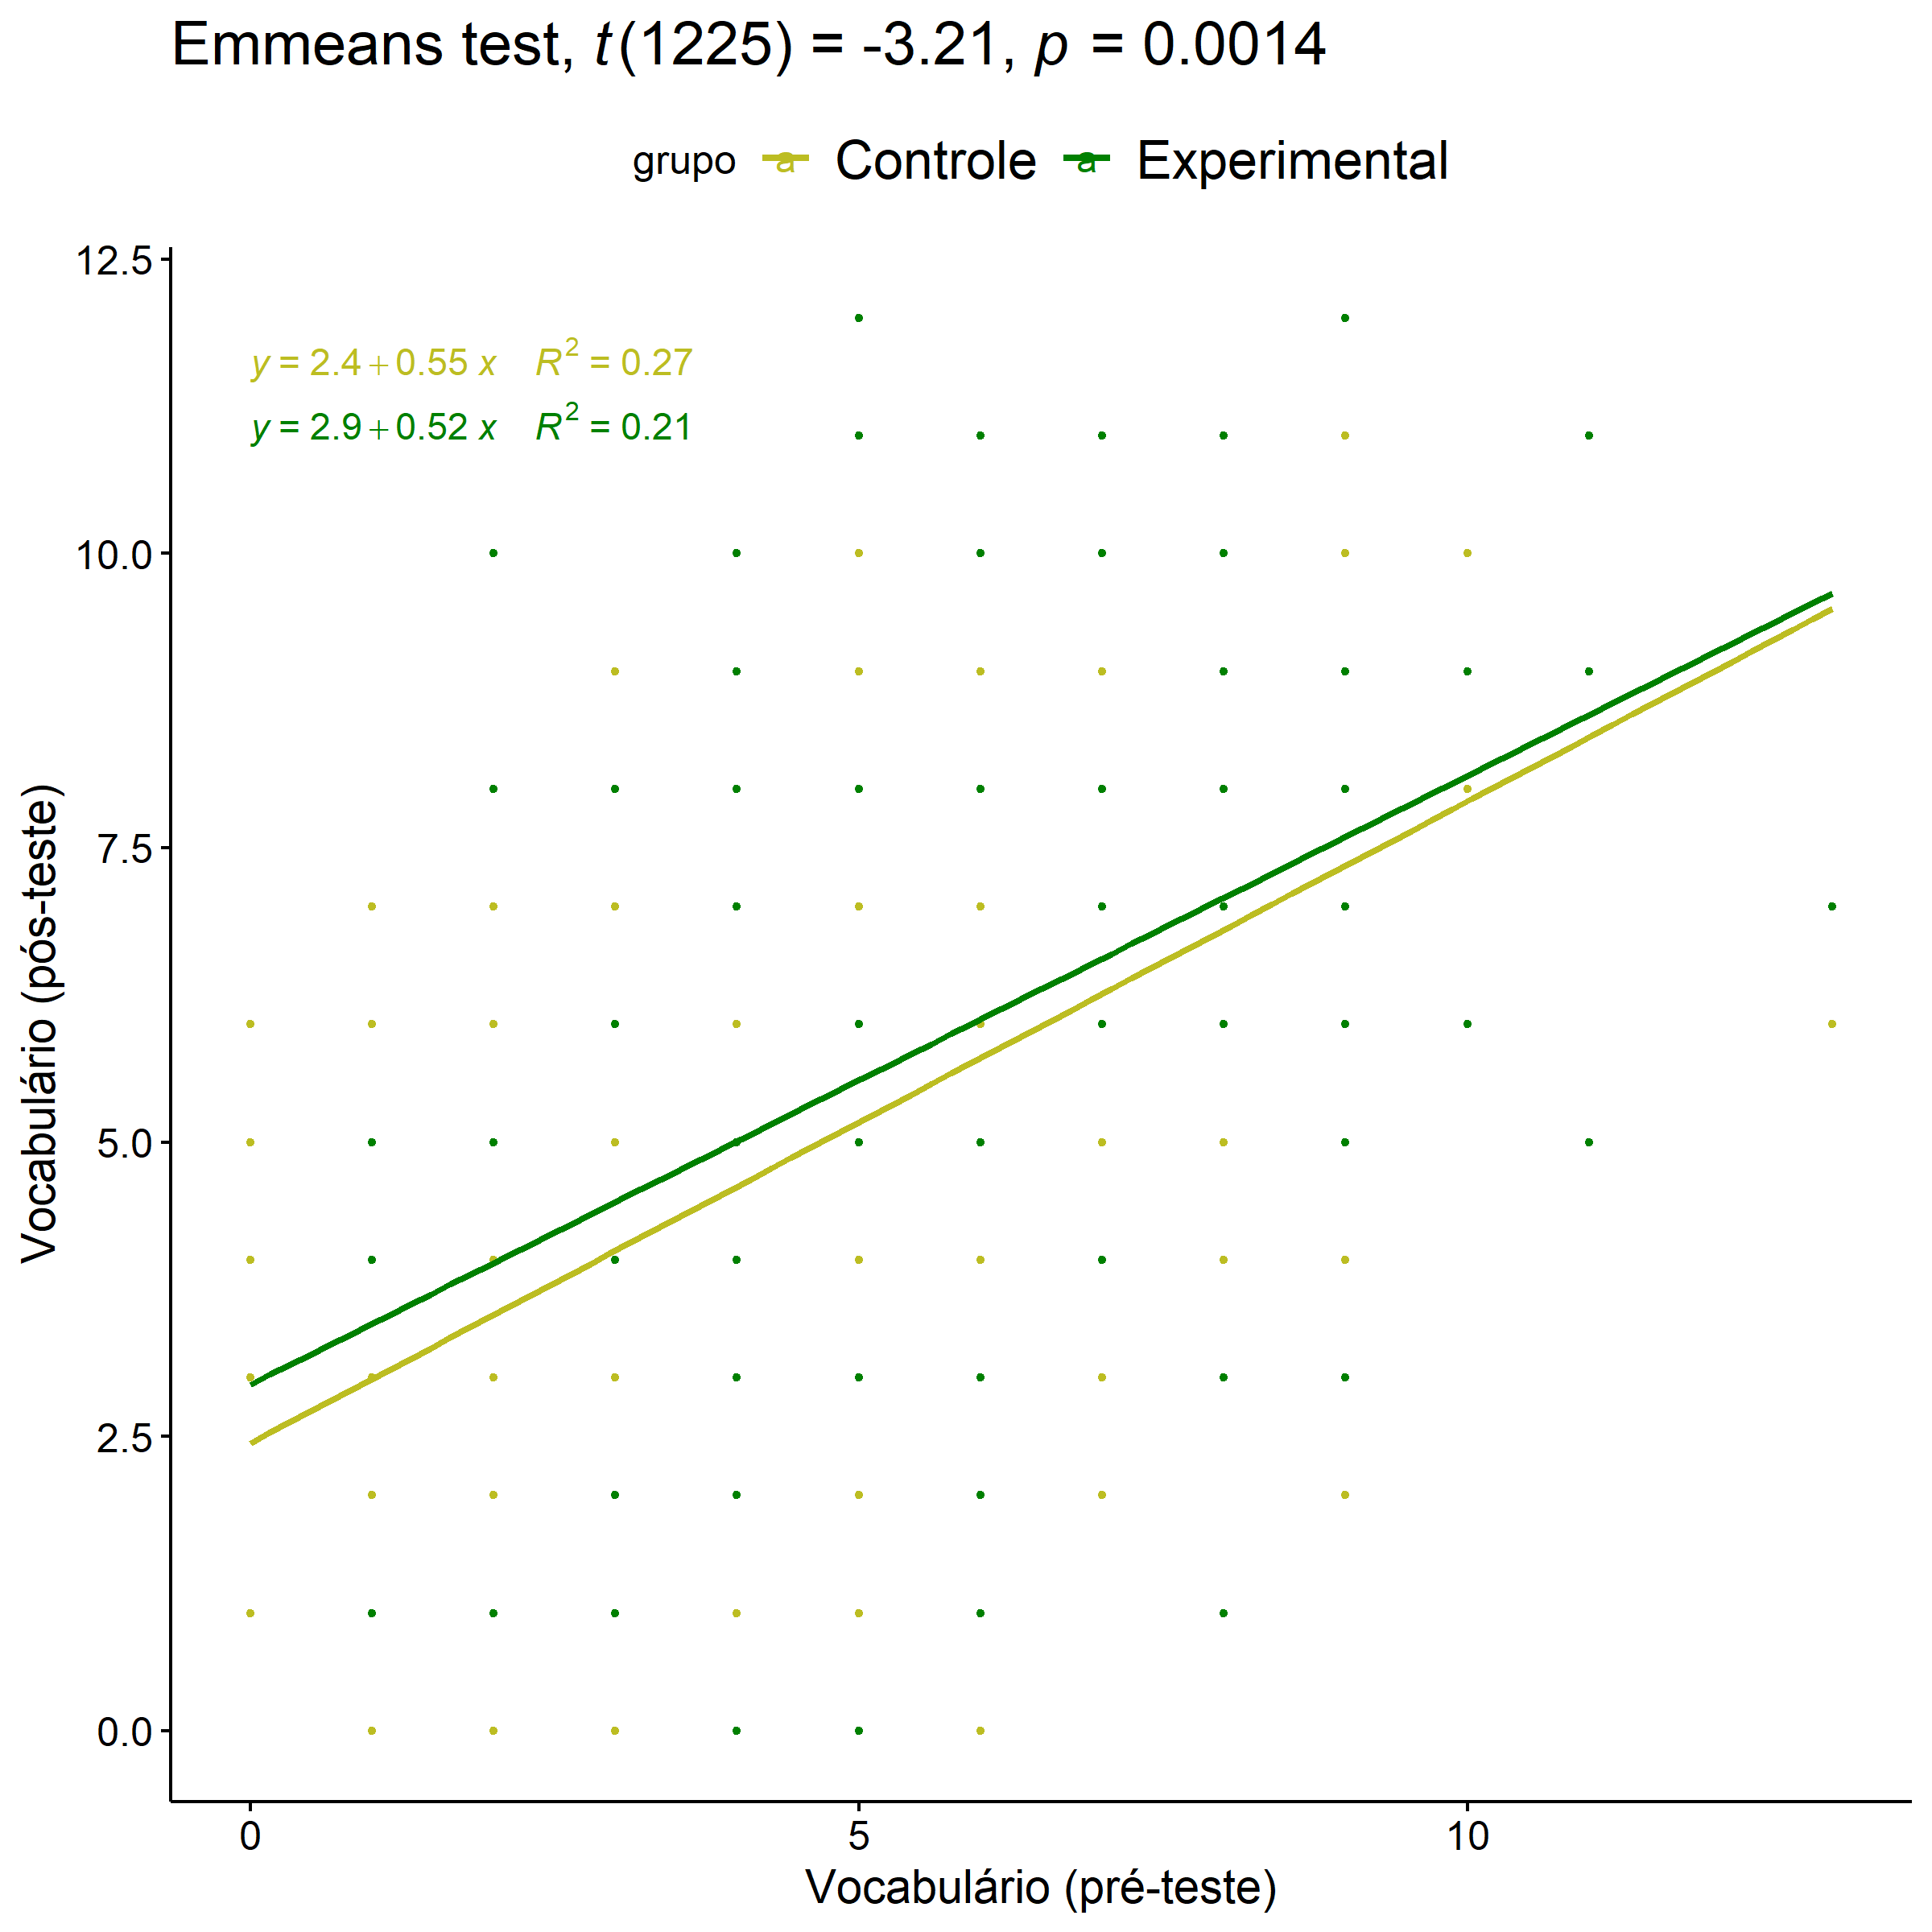 Emmeans test, t(1225) = -3.21, p = 0.0014
grupo a Controle a Experimental
12.5
y = 2.4+0.55 x R² = 0.27
y = 2.9+0.52 x R² = 0.21
10.0
7.5
5.0
2.5
0.0
Vocabulário (pós-teste)
0 5 10
Vocabulário (pré-teste)